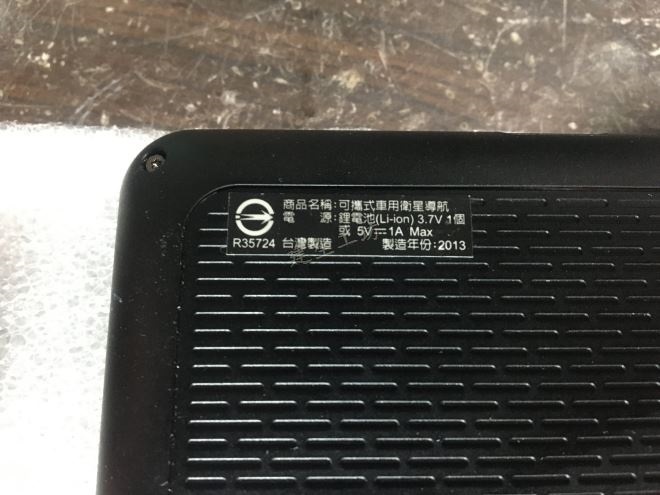 商品名稱:可攜式車用衛星導航
電 源:鋰電池(Li-ion) 3.7V 1個
或 5V⎓1A Max
R35724 台灣製造 製造年份:2013